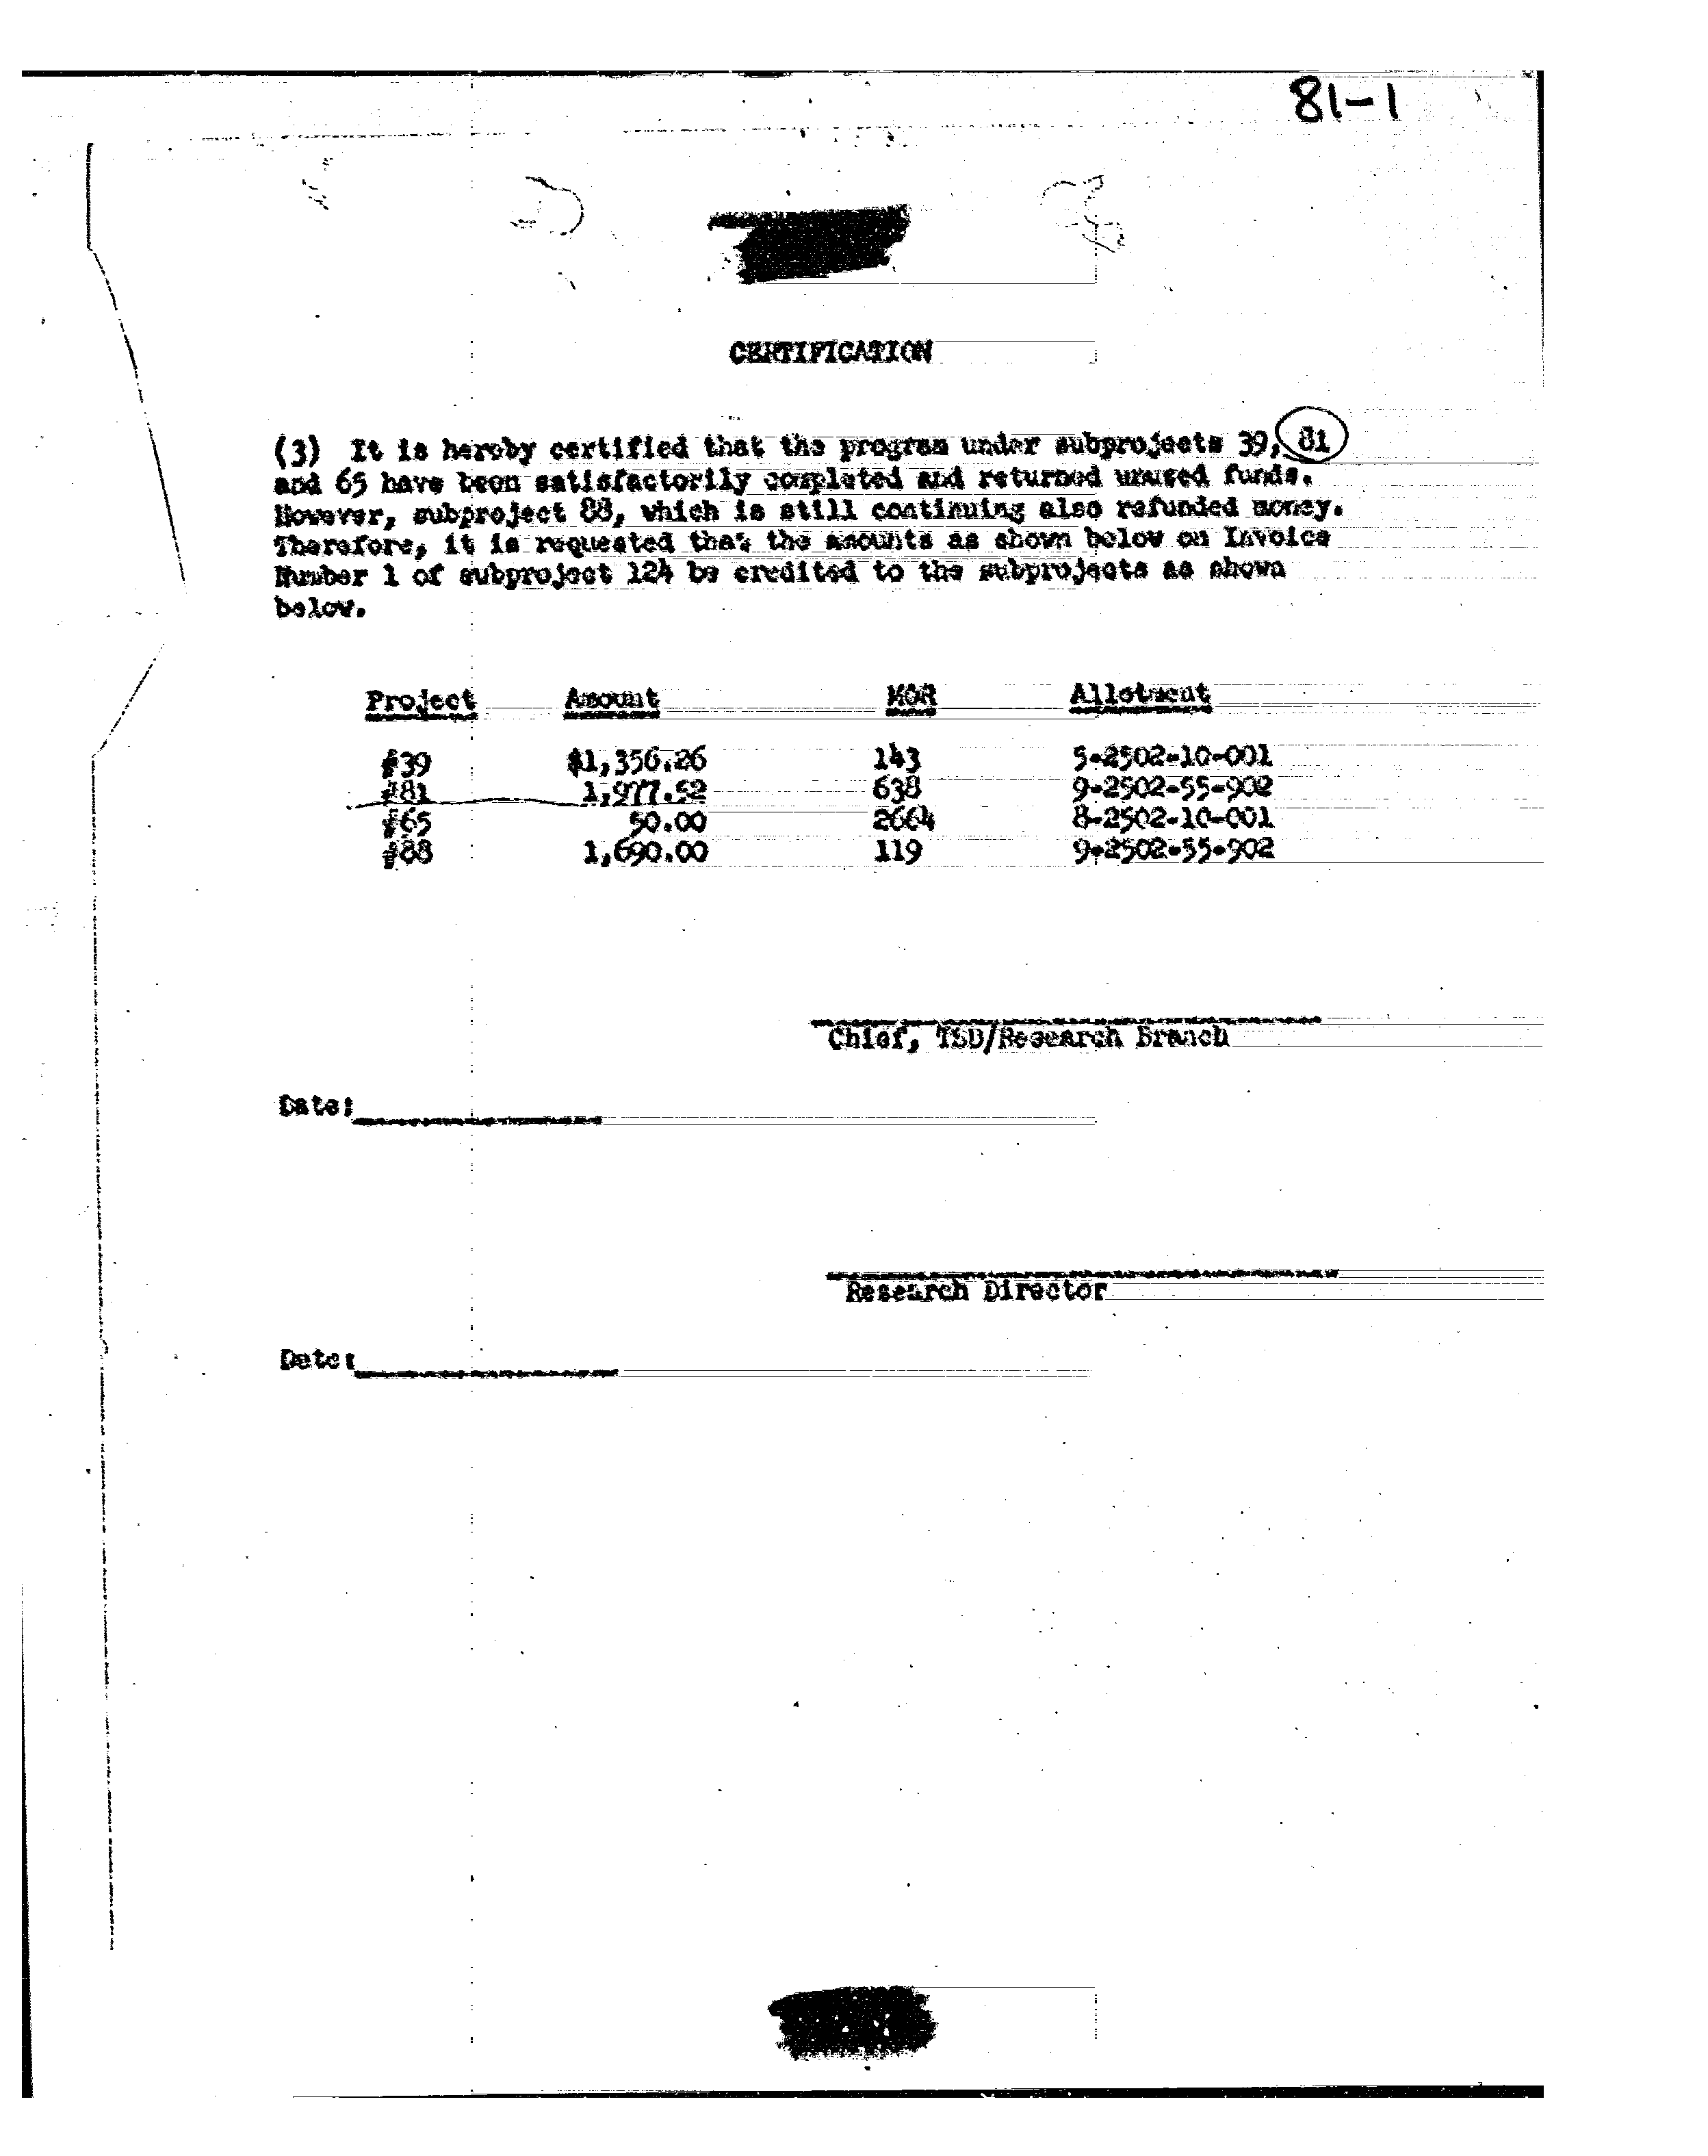 81-1
CERTIFICATION
(3) It is hereby certified that the program under subprojects 39, 81
and 65 have been satisfactorily completed and returned unused funds.
However, subproject 88, which is still continuing also refunded money.
Therefore, it is requested that the amounts as shown below on Invoice
Number 1 of subproject 124 be credited to the subprojects as shown
below.
Project Amount MOR Allotment
#39 $1,356.26 143 5-2502-10-001
#81 1,977.52 638 9-2502-55-902
#65 50.00 2664 8-2502-10-001
#88 1,690.00 119 9-2502-55-902
Chief, TSD/Research Branch
Date:
Research Director
Date: